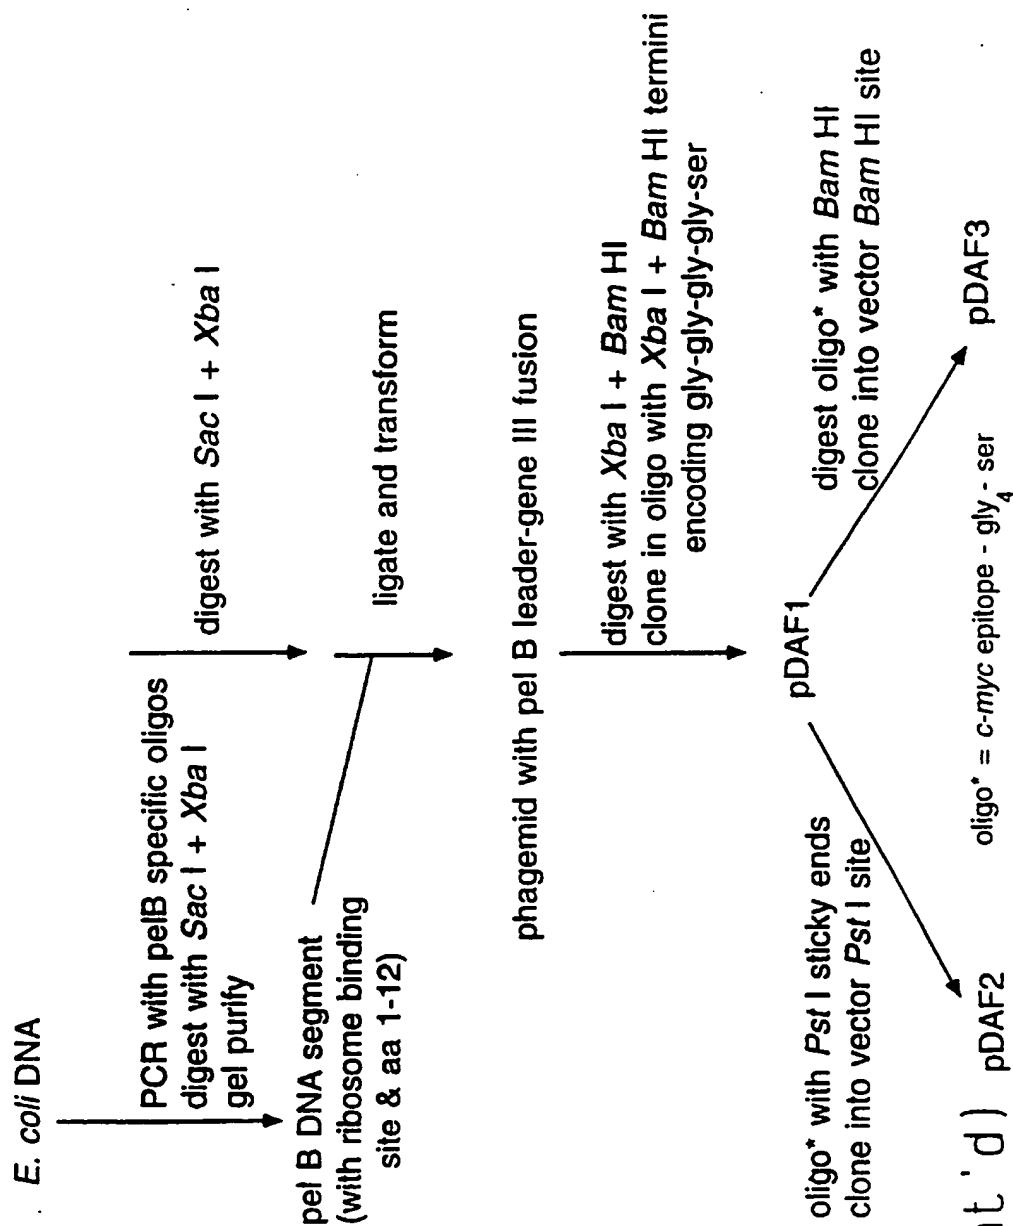 E. coli DNA
PCR with pelB specific oligos
digest with Sac I + Xba I
gel purify
digest with Sac I + Xba I
pel B DNA segment
(with ribosome binding
site & aa 1-12)
ligate and transform
phagemid with pel B leader-gene III fusion
digest with Xba I + Bam HI
clone in oligo with Xba I + Bam HI termini
encoding gly-gly-gly-gly-ser
pDAF1
oligo* with Pst I sticky ends
clone into vector Pst I site
digest oligo* with Bam HI
clone into vector Bam HI site
pDAF2
pDAF3
oligo* = c-myc epitope - gly4 - ser
t'd)